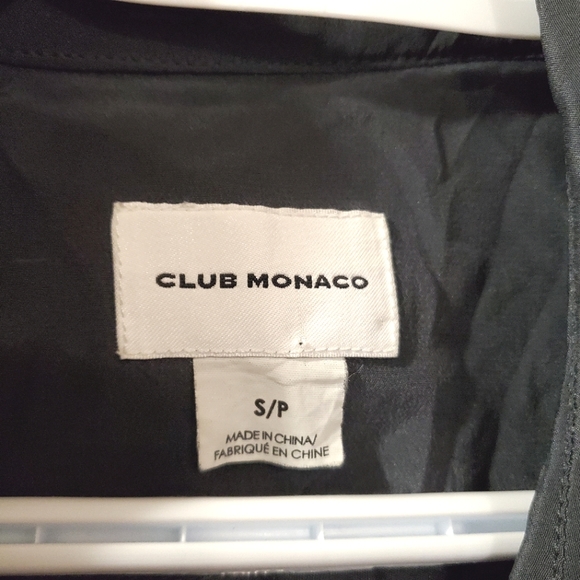 CLUB MONACO
S/P
MADE IN CHINA/
FABRIQUÉ EN CHINE